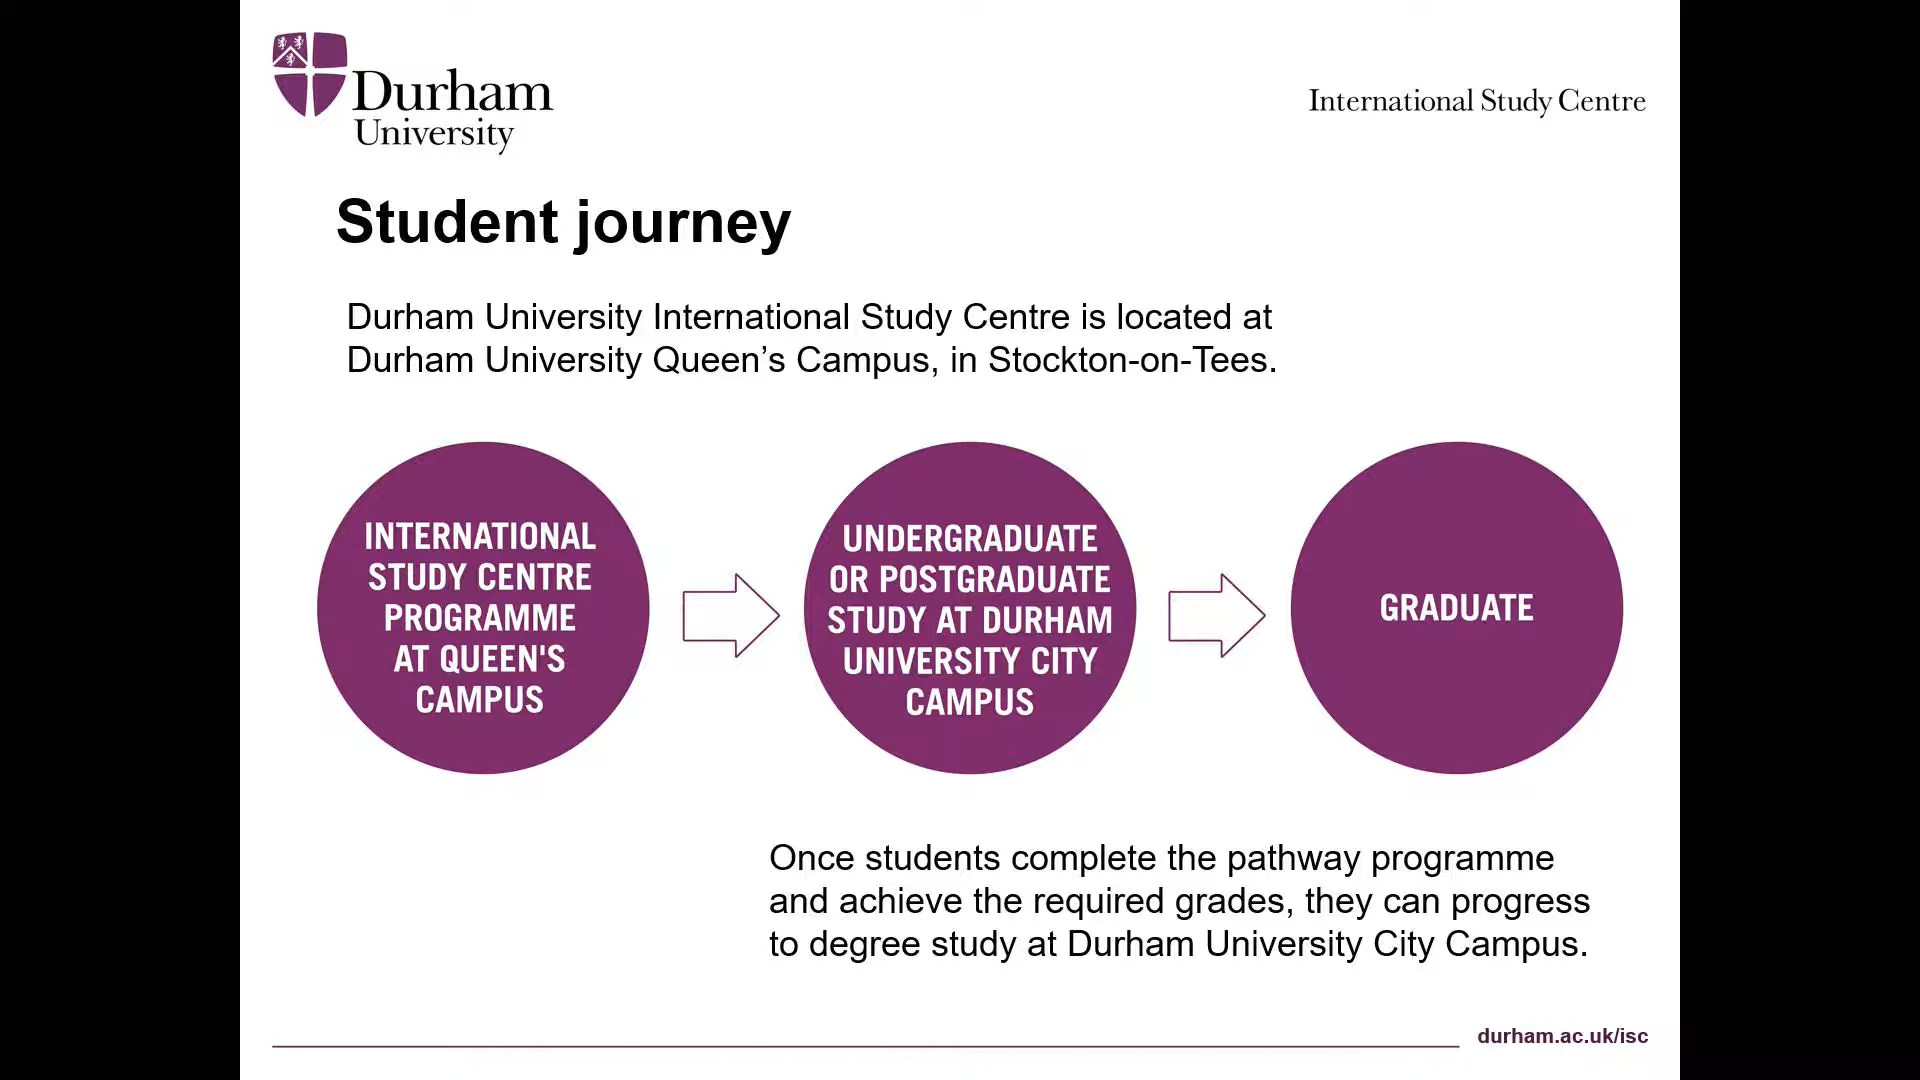 Durham
University
International Study Centre
Student journey
Durham University International Study Centre is located at
Durham University Queen’s Campus, in Stockton-on-Tees.
INTERNATIONAL
STUDY CENTRE
PROGRAMME
AT QUEEN'S
CAMPUS
UNDERGRADUATE
OR POSTGRADUATE
STUDY AT DURHAM
UNIVERSITY CITY
CAMPUS
GRADUATE
Once students complete the pathway programme
and achieve the required grades, they can progress
to degree study at Durham University City Campus.
durham.ac.uk/isc